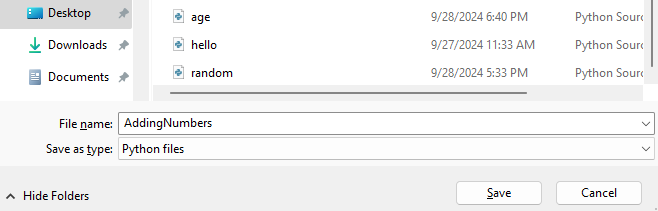 Desktop
Downloads
Documents
age 9/28/2024 6:40 PM Python Sour
hello 9/27/2024 11:33 AM Python Sour
random 9/28/2024 5:33 PM Python Sour
File name: AddingNumbers
Save as type: Python files
Hide Folders
Save
Cancel